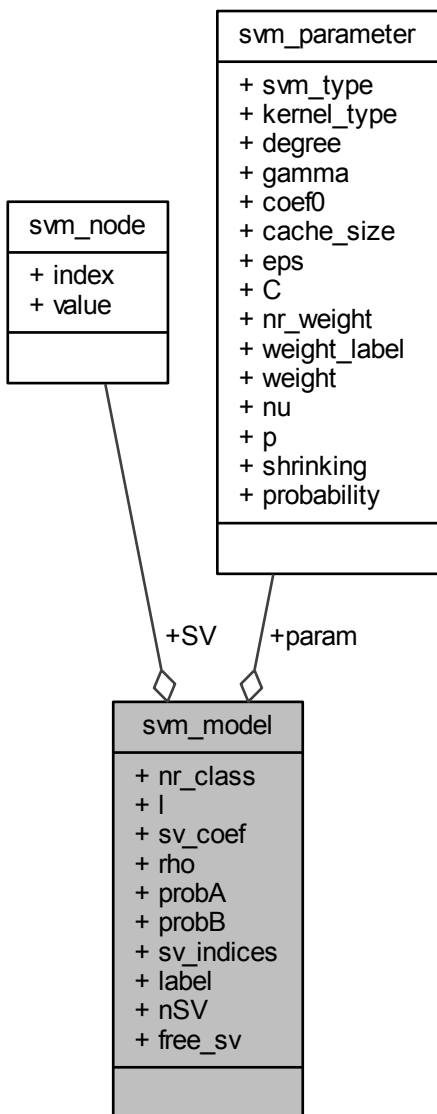 svm_parameter
+ svm_type
+ kernel_type
+ degree
+ gamma
+ coef0
+ cache_size
+ eps
+ C
+ nr_weight
+ weight_label
+ weight
+ nu
+ p
+ shrinking
+ probability
svm_node
+ index
+ value
+SV
+param
svm_model
+ nr_class
+ l
+ sv_coef
+ rho
+ probA
+ probB
+ sv_indices
+ label
+ nSV
+ free_sv